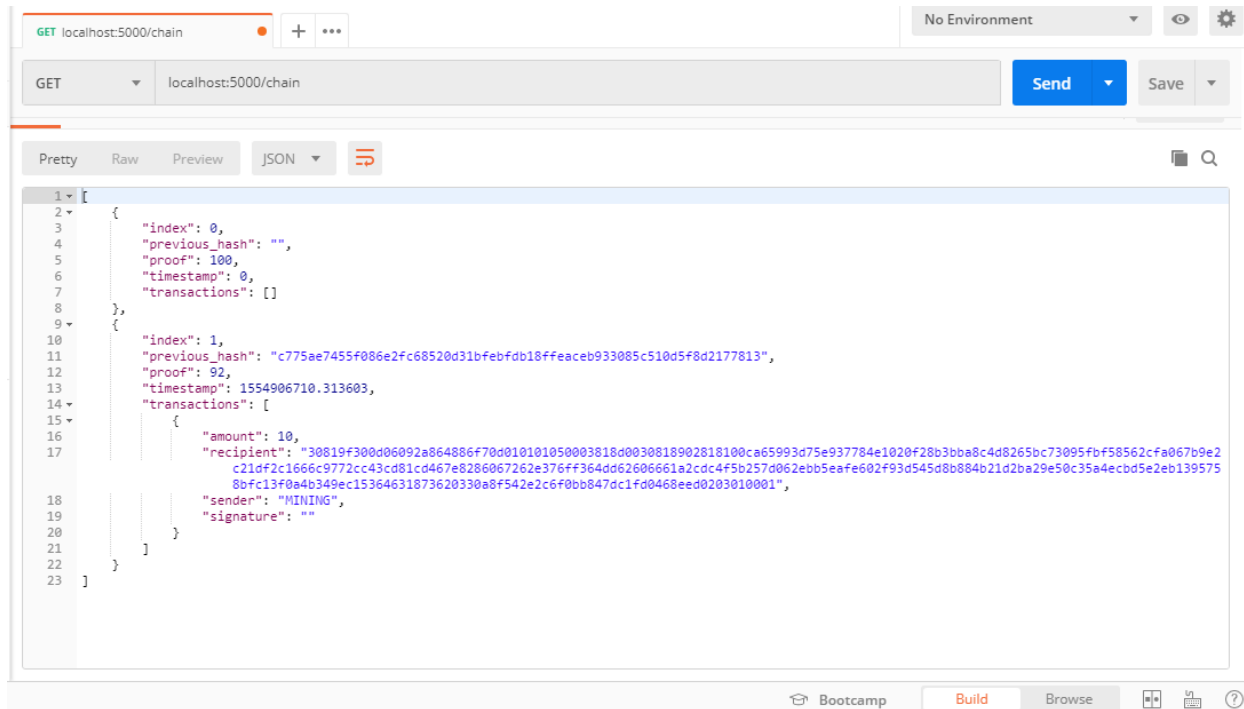 GET localhost:5000/chain
No Environment
GET localhost:5000/chain
Send
Save
Pretty Raw Preview JSON
1 [
2 {
3 "index": 0,
4 "previous_hash": "",
5 "proof": 100,
6 "timestamp": 0,
7 "transactions": []
8 },
9 {
10 "index": 1,
11 "previous_hash": "c775ae7455f086e2fc68520d31bfebfdb18ffeaceb933085c510d5f8d2177813",
12 "proof": 92,
13 "timestamp": 1554906710.313603,
14 "transactions": [
15 {
16 "amount": 10,
17 "recipient": "30819f300d06092a864886f70d010101050003818d0030818902818100ca65993d75e937784e1020f28b3bba8c4d8265bc73095fbf58562cfa067b9e2
c21df2c1666c9772cc43cd81cd467e8286067262e376ff364dd62606661a2cdc4f5b257d062ebb5eafe602f93d545d8b884b21d2ba29e50c35a4ecbd5e2eb139575
8bfc13f0a4b349ec15364631873620330a8f542e2c6f0bb847dc1fd0468eed0203010001",
18 "sender": "MINING",
19 "signature": ""
20 }
21 ]
22 }
23 ]
Bootcamp Build Browse